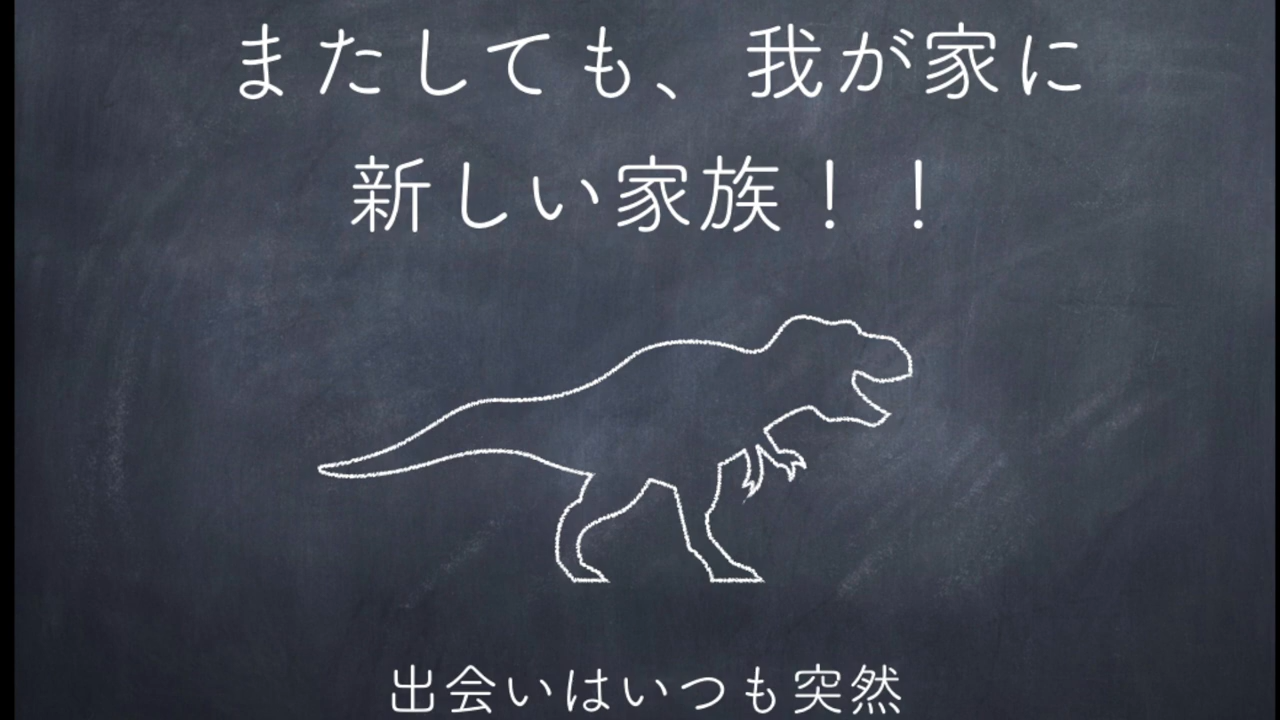 またしても、我が家に
新しい家族！！
出会いはいつも突然